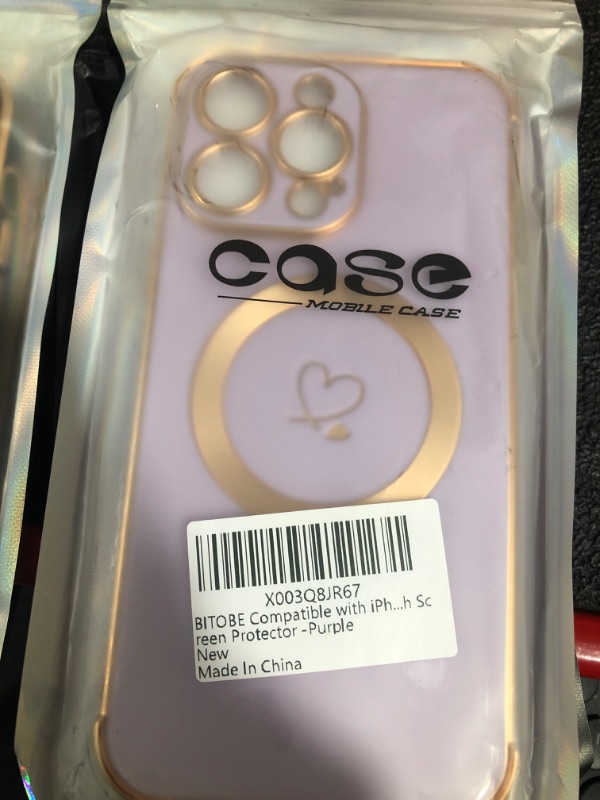 case
MOBILE CASE
X003Q8JR67
BITOBE Compatible with iPh...h Sc
reen Protector -Purple
New
Made In China